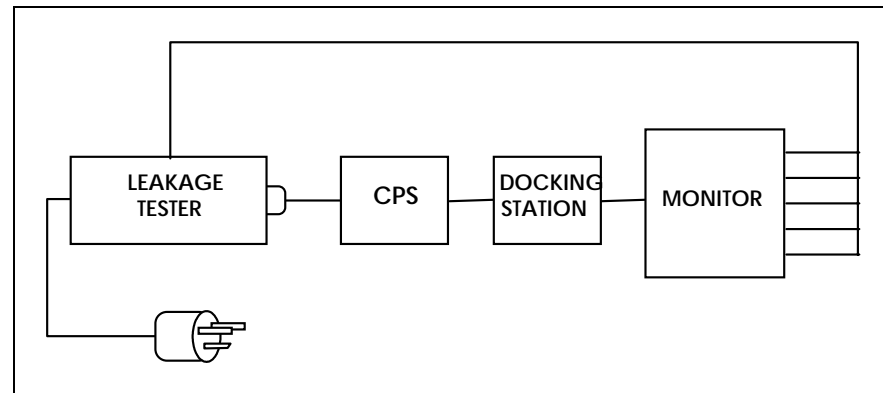 LEAKAGE
TESTER
CPS
DOCKING
STATION
MONITOR